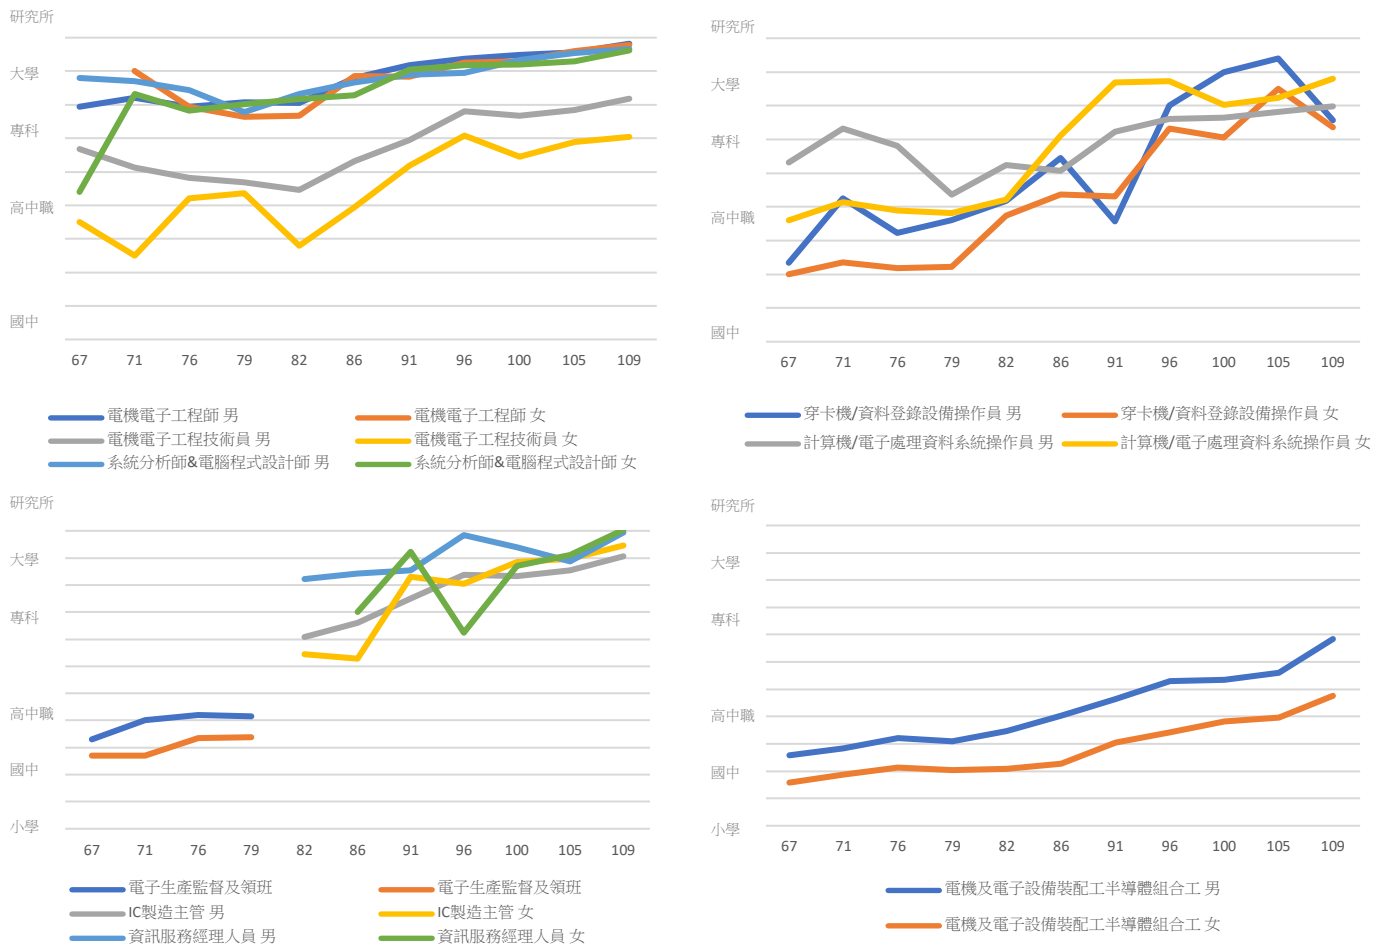 研究所
大學
專科
高中職
國中
67 71 76 79 82 86 91 96 100 105 109
電機電子工程師 男 電機電子工程師 女
電機電子工程技術員 男 電機電子工程技術員 女
系統分析師&電腦程式設計師 男 系統分析師&電腦程式設計師 女
研究所
大學
專科
高中職
國中
67 71 76 79 82 86 91 96 100 105 109
穿卡機/資料登錄設備操作員 男 穿卡機/資料登錄設備操作員 女
計算機/電子處理資料系統操作員 男 計算機/電子處理資料系統操作員 女
研究所
大學
專科
高中職
國中
小學
67 71 76 79 82 86 91 96 100 105 109
電子生產監督及領班 電子生產監督及領班
IC製造主管 男 IC製造主管 女
資訊服務經理人員 男 資訊服務經理人員 女
研究所
大學
專科
高中職
國中
小學
67 71 76 79 82 86 91 96 100 105 109
電機及電子設備裝配工半導體組合工 男
電機及電子設備裝配工半導體組合工 女